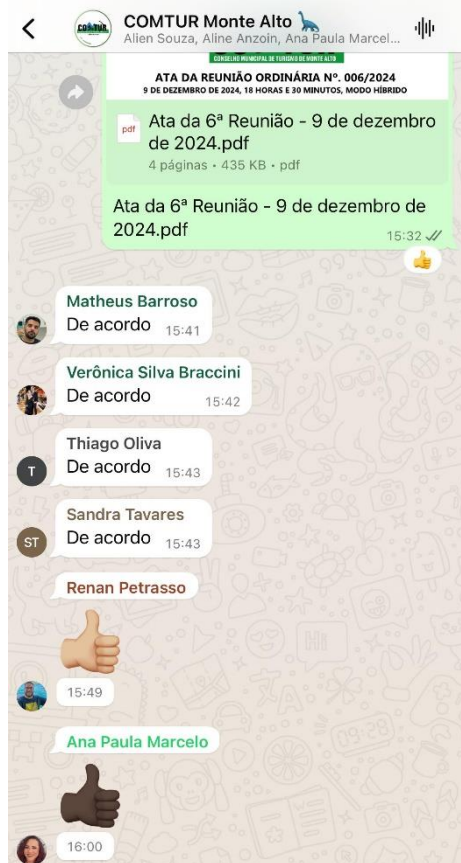 COMTUR Monte Alto
Alien Souza, Aline Anzoin, Ana Paula Marcel...
CONSELHO MUNICIPAL DE TURISMO DE MONTE ALTO
ATA DA REUNIÃO ORDINÁRIA Nº. 006/2024
9 DE DEZEMBRO DE 2024, 18 HORAS E 30 MINUTOS, MODO HÍBRIDO
pdf
Ata da 6ª Reunião - 9 de dezembro
de 2024.pdf
4 páginas • 435 KB • pdf
Ata da 6ª Reunião - 9 de dezembro de
2024.pdf
15:32
Matheus Barroso
De acordo 15:41
Verônica Silva Braccini
De acordo 15:42
Thiago Oliva
T
De acordo 15:43
Sandra Tavares
ST
De acordo 15:43
Renan Petrasso
15:49
Ana Paula Marcelo
16:00